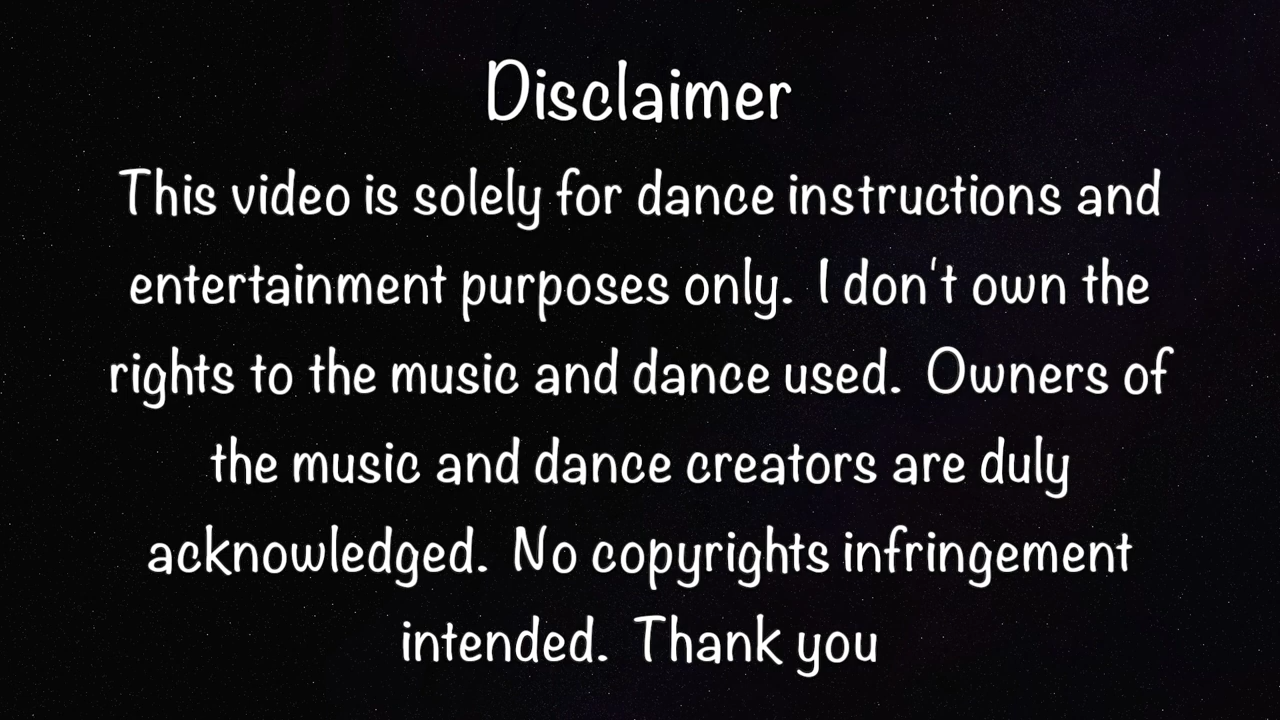 Disclaimer
This video is solely for dance instructions and
entertainment purposes only.  I don't own the
rights to the music and dance used.  Owners of
the music and dance creators are duly
acknowledged.  No copyrights infringement
intended.  Thank you